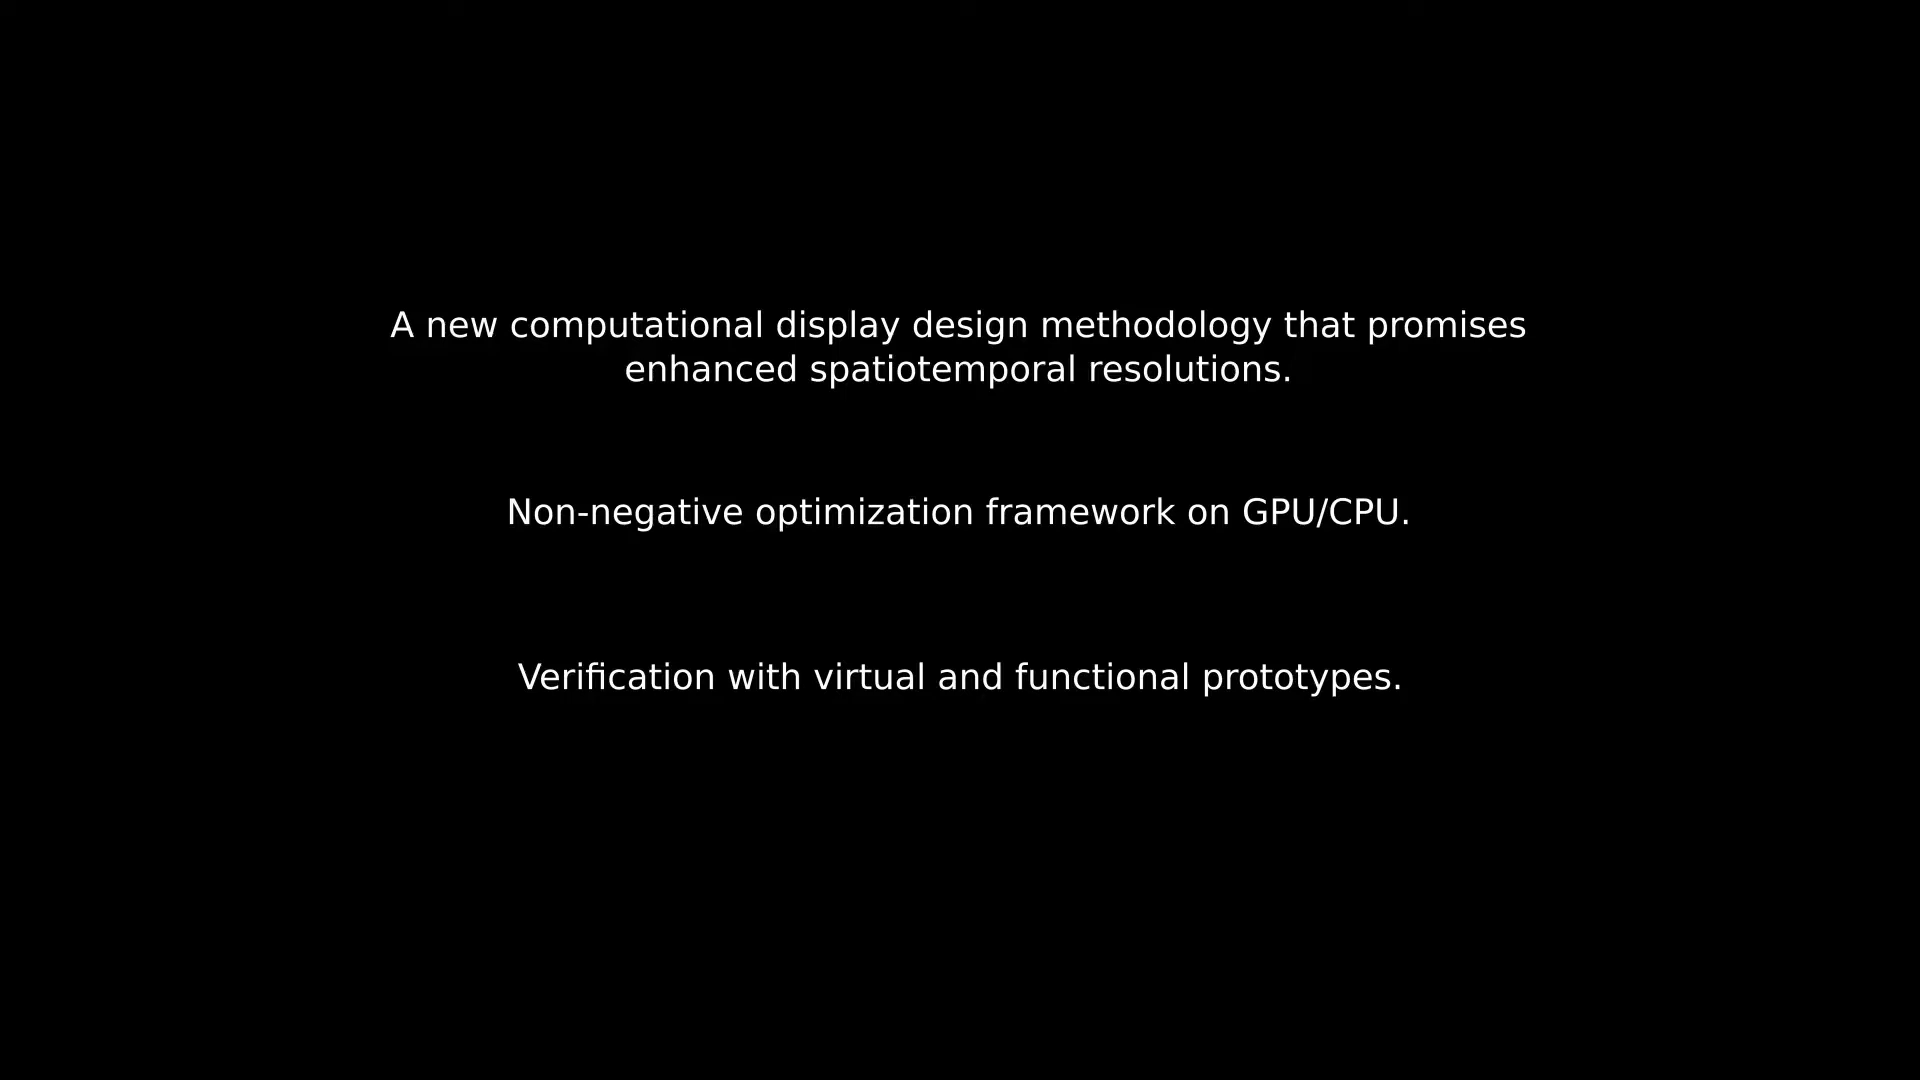 A new computational display design methodology that promises
enhanced spatiotemporal resolutions.
Non-negative optimization framework on GPU/CPU.
Verification with virtual and functional prototypes.